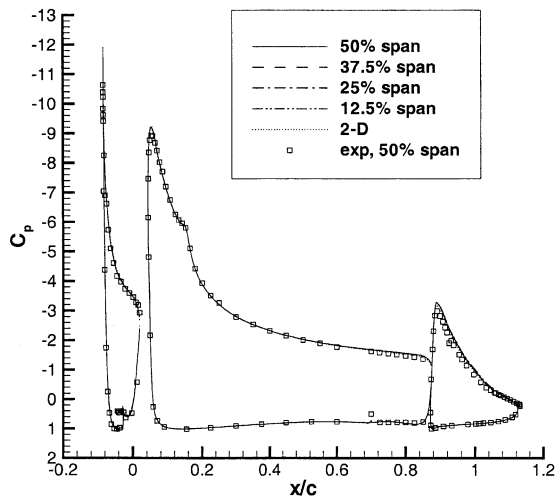 -13
-12
-11
-10
-9
-8
-7
-6
-5
-4
-3
-2
-1
0
1
2
Cp
50% span
37.5% span
25% span
12.5% span
2-D
exp, 50% span
-0.2 0 0.2 0.4 0.6 0.8 1 1.2
x/c